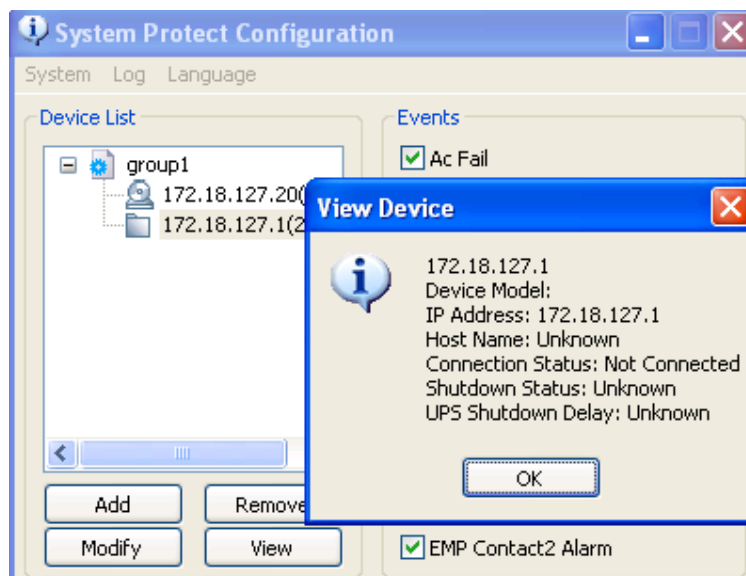 System Protect Configuration
System Log Language
Device List
Events
group1
Ac Fail
172.18.127.20(
172.18.127.1(2
View Device
172.18.127.1
Device Model:
IP Address: 172.18.127.1
Host Name: Unknown
Connection Status: Not Connected
Shutdown Status: Unknown
UPS Shutdown Delay: Unknown
OK
Add
Remove
Modify
View
EMP Contact2 Alarm